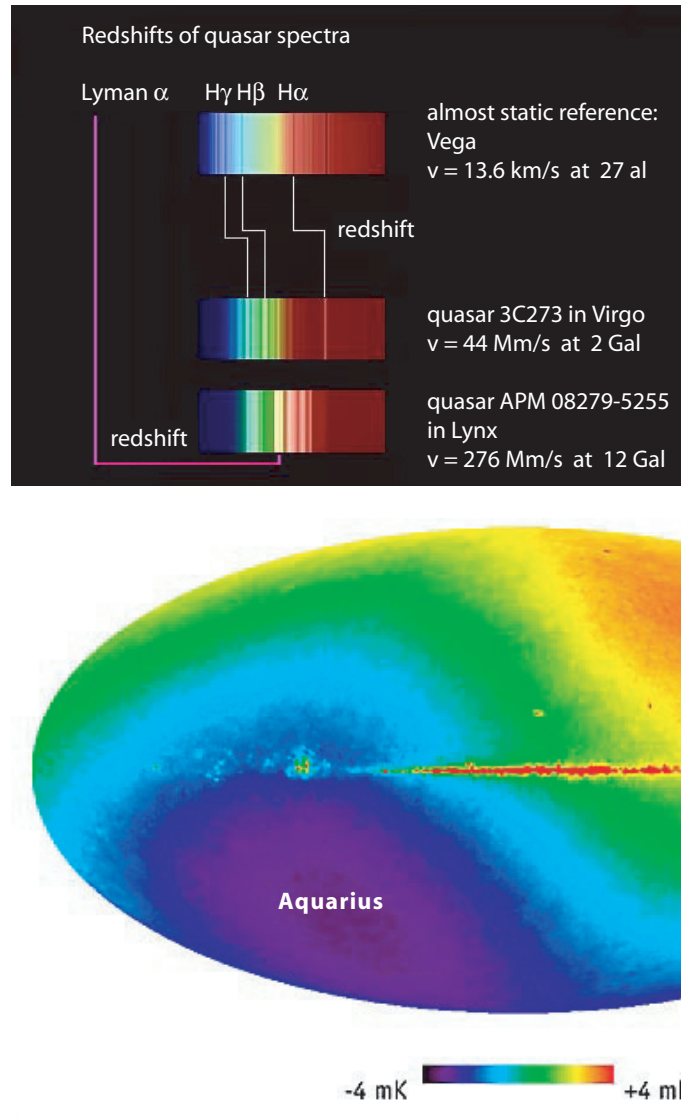 Redshifts of quasar spectra
Lyman α Hγ Hβ Hα
almost static reference:
Vega
v = 13.6 km/s at 27 al
redshift
quasar 3C273 in Virgo
v = 44 Mm/s at 2 Gal
quasar APM 08279-5255
in Lynx
redshift
v = 276 Mm/s at 12 Gal
Aquarius
-4 mK +4 m